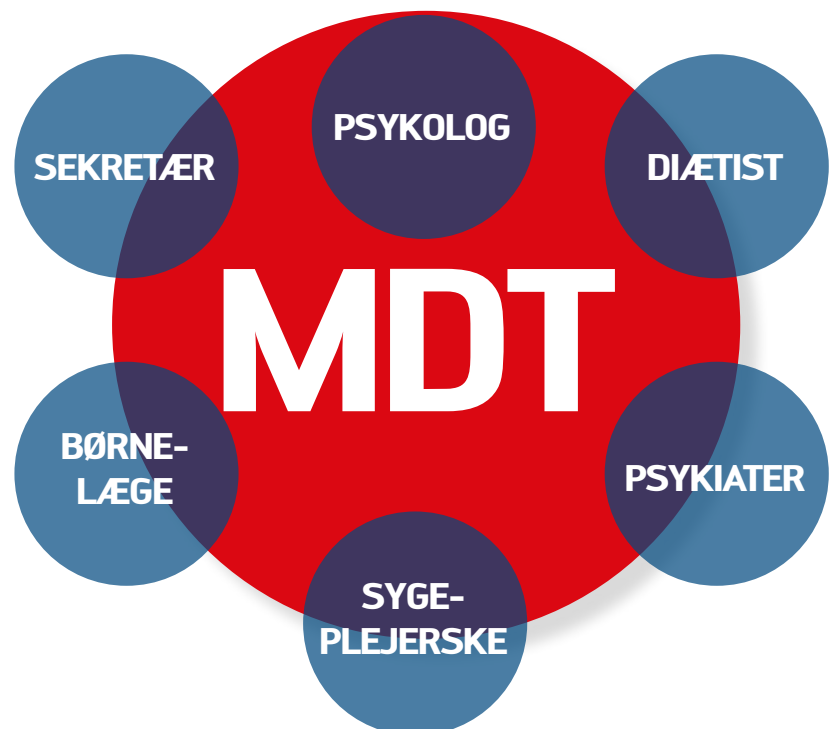 PSYKOLOG
SEKRETÆR
DIÆTIST
MDT
BØRNE-
LÆGE
PSYKIATER
SYGE-
PLEJERSKE